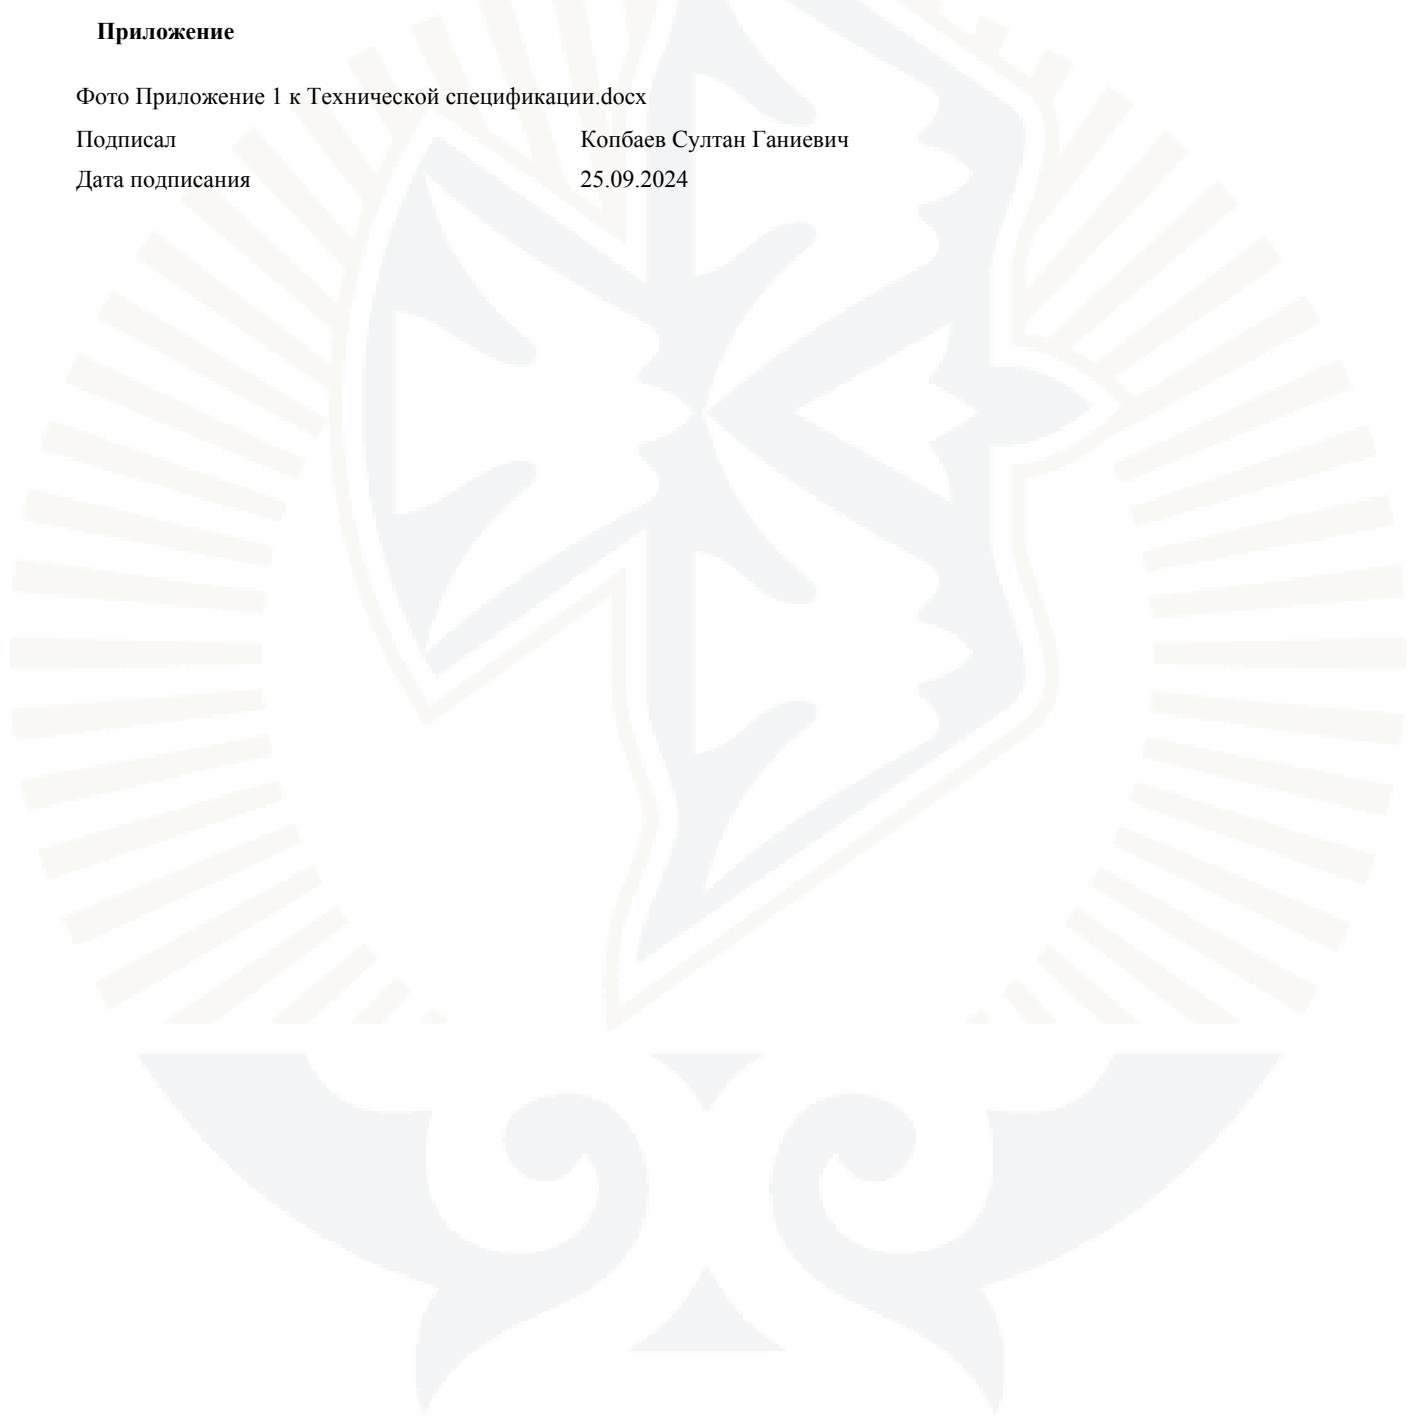 Приложение
Фото Приложение 1 к Технической спецификации.docx
Подписал Копбаев Султан Ганиевич
Дата подписания 25.09.2024